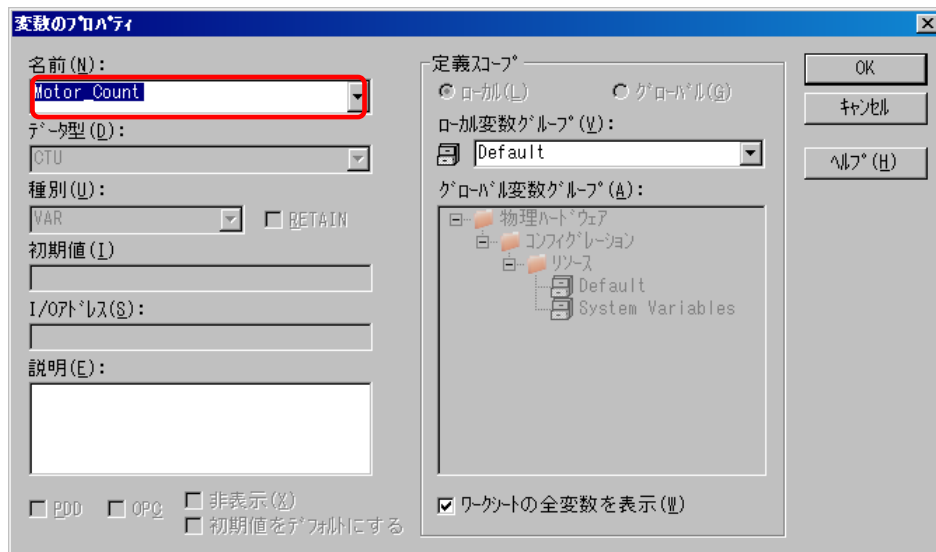 変数のプロパティ
名前(N):
Motor_Count
データ型(D):
CTU
種別(U):
VAR
RETAIN
初期値(I)
I/Oアドレス(S):
説明(E):
PDD
OPC
非表示(X)
初期値をデフォルトにする
定義スコープ
ローカル(L)
グローバル(G)
ローカル変数グループ(V):
Default
グローバル変数グループ(A):
物理ハードウェア
コンフィグレーション
リソース
Default
System Variables
ワークシートの全変数を表示(W)
OK
キャンセル
ヘルプ(H)